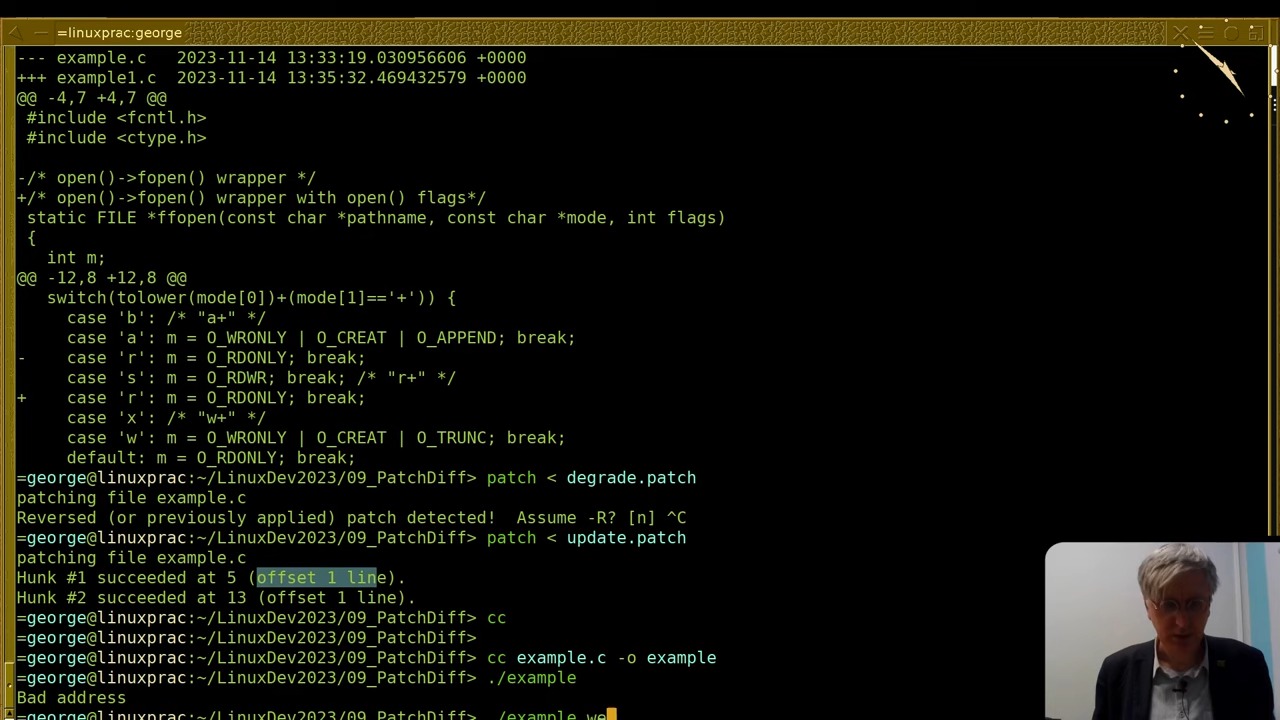 =linuxprac:george
--- example.c   2023-11-14 13:33:19.030956606 +0000
+++ example1.c  2023-11-14 13:35:32.469432579 +0000
@@ -4,7 +4,7 @@
 #include <fcntl.h>
 #include <ctype.h>
-/* open()->fopen() wrapper */
+/* open()->fopen() wrapper with open() flags*/
 static FILE *ffopen(const char *pathname, const char *mode, int flags)
 {
   int m;
@@ -12,8 +12,8 @@
   switch(tolower(mode[0])+(mode[1]=='+')) {
     case 'b': /* "a+" */
     case 'a': m = O_WRONLY | O_CREAT | O_APPEND; break;
-    case 'r': m = O_RDONLY; break;
     case 's': m = O_RDWR; break; /* "r+" */
+    case 'r': m = O_RDONLY; break;
     case 'x': /* "w+" */
     case 'w': m = O_WRONLY | O_CREAT | O_TRUNC; break;
     default: m = O_RDONLY; break;
=george@linuxprac:~/LinuxDev2023/09_PatchDiff> patch < degrade.patch
patching file example.c
Reversed (or previously applied) patch detected!  Assume -R? [n] ^C
=george@linuxprac:~/LinuxDev2023/09_PatchDiff> patch < update.patch
patching file example.c
Hunk #1 succeeded at 5 (offset 1 line).
Hunk #2 succeeded at 13 (offset 1 line).
=george@linuxprac:~/LinuxDev2023/09_PatchDiff> cc
=george@linuxprac:~/LinuxDev2023/09_PatchDiff>
=george@linuxprac:~/LinuxDev2023/09_PatchDiff> cc example.c -o example
=george@linuxprac:~/LinuxDev2023/09_PatchDiff> ./example
Bad address
=george@linuxprac:~/LinuxDev2023/09_PatchDiff> ./example we